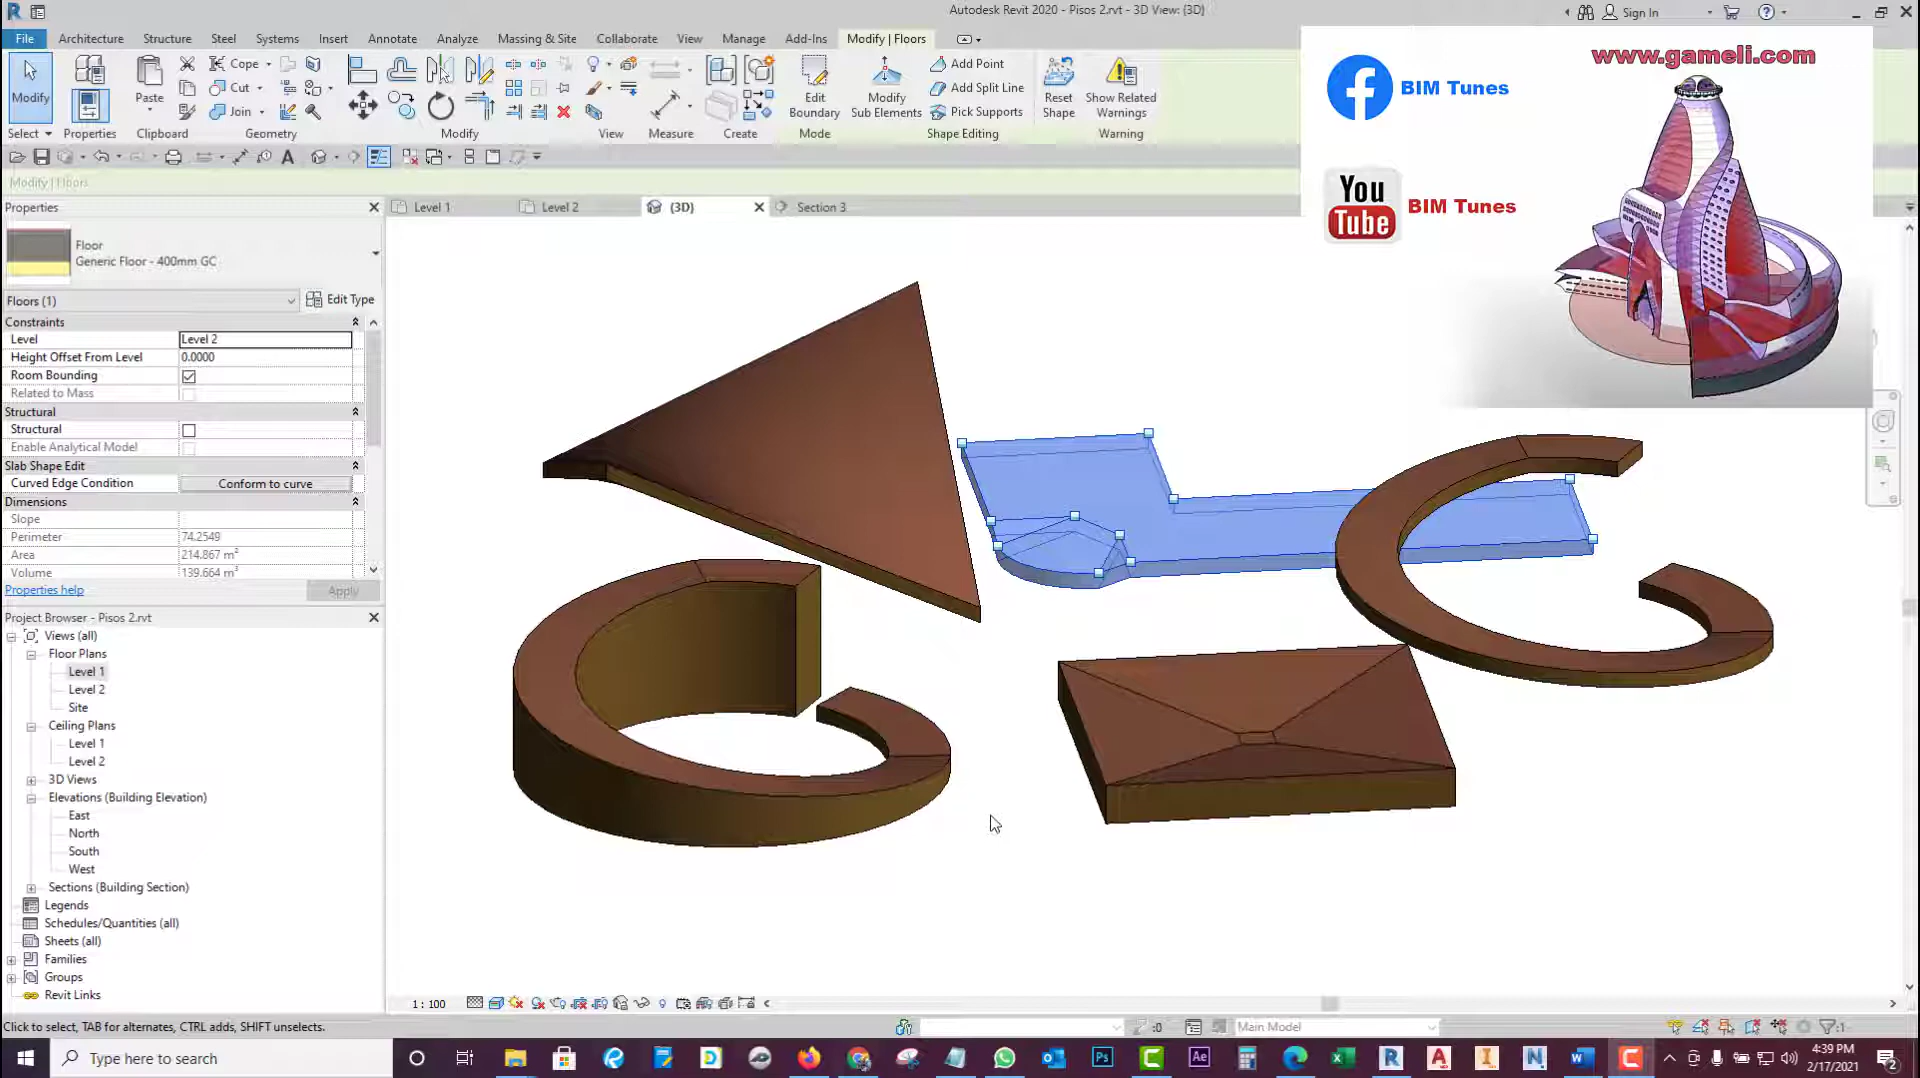 Autodesk Revit 2020 - Pisos 2.rvt - 3D View: {3D}
Sign In
File Architecture Structure Steel Systems Insert Annotate Analyze Massing & Site Collaborate View Manage Add-Ins Modify | Floors
Modify
Select
Properties
Paste
Clipboard
Cope
Cut
Join
Geometry
Modify
View
Measure
Create
Edit Boundary
Mode
Modify Sub Elements
Add Point
Add Split Line
Pick Supports
Shape Editing
Reset Shape
Show Related Warnings
Warning
www.gameli.com
BIM Tunes
You
Tube
BIM Tunes
Modify | Floors
Properties
Level 1
Level 2
{3D}
Section 3
Floor
Generic Floor - 400mm GC
Floors (1)
Edit Type
Constraints
Level Level 2
Height Offset From Level 0.0000
Room Bounding
Related to Mass
Structural
Structural
Enable Analytical Model
Slab Shape Edit
Curved Edge Condition Conform to curve
Dimensions
Slope
Perimeter 74.2549
Area 214.867 m²
Volume 139.664 m³
Properties help
Apply
Project Browser - Pisos 2.rvt
Views (all)
Floor Plans
Level 1
Level 2
Site
Ceiling Plans
Level 1
Level 2
3D Views
Elevations (Building Elevation)
East
North
South
West
Sections (Building Section)
Legends
Schedules/Quantities (all)
Sheets (all)
Families
Groups
Revit Links
1 : 100
Click to select, TAB for alternates, CTRL adds, SHIFT unselects.
:0
Main Model
:1
Type here to search
4:39 PM
2/17/2021